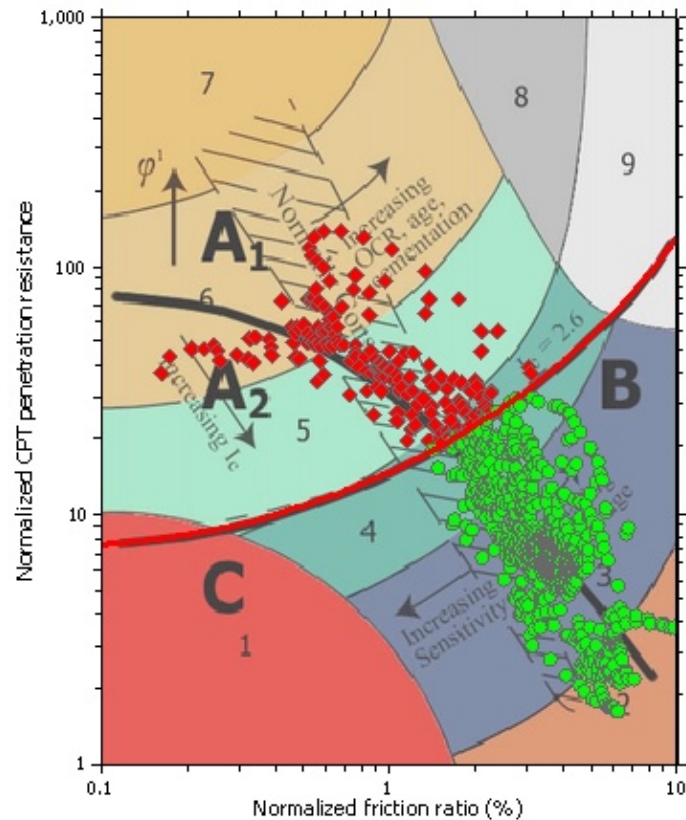 1,000
100
10
1
Normalized CPT penetration resistance
7
8
9
φ¹
A₁
Increasing
OCR, age,
cementation
6
A₂
Increasing Ic
5
= 2.6
B
4
3
C
1
Increasing
Sensitivity
2
0.1
1
10
Normalized friction ratio (%)